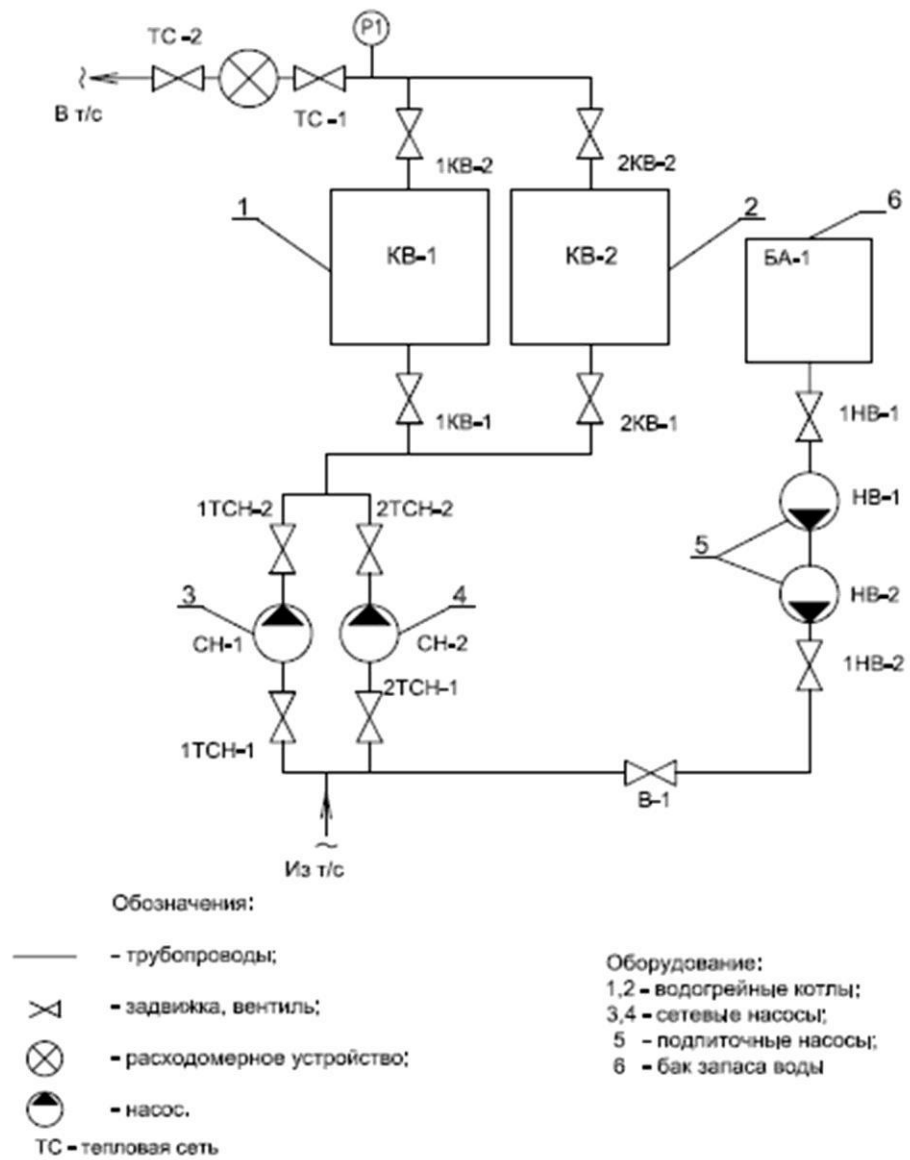 P1
ТС-2
В т/с
ТС-1
1КВ-2
2КВ-2
1
2
6
КВ-1
КВ-2
БА-1
1КВ-1
2КВ-1
1НВ-1
1ТСН-2
2ТСН-2
НВ-1
5
3
4
НВ-2
СН-1
СН-2
1НВ-2
2ТСН-1
1ТСН-1
В-1
Из т/с
Обозначения:
- трубопроводы;
- задвижка, вентиль;
- расходомерное устройство;
- насос.
ТС - тепловая сеть
Оборудование:
1,2 - водогрейные котлы;
3,4 - сетевые насосы;
5 - подпиточные насосы;
6 - бак запаса воды